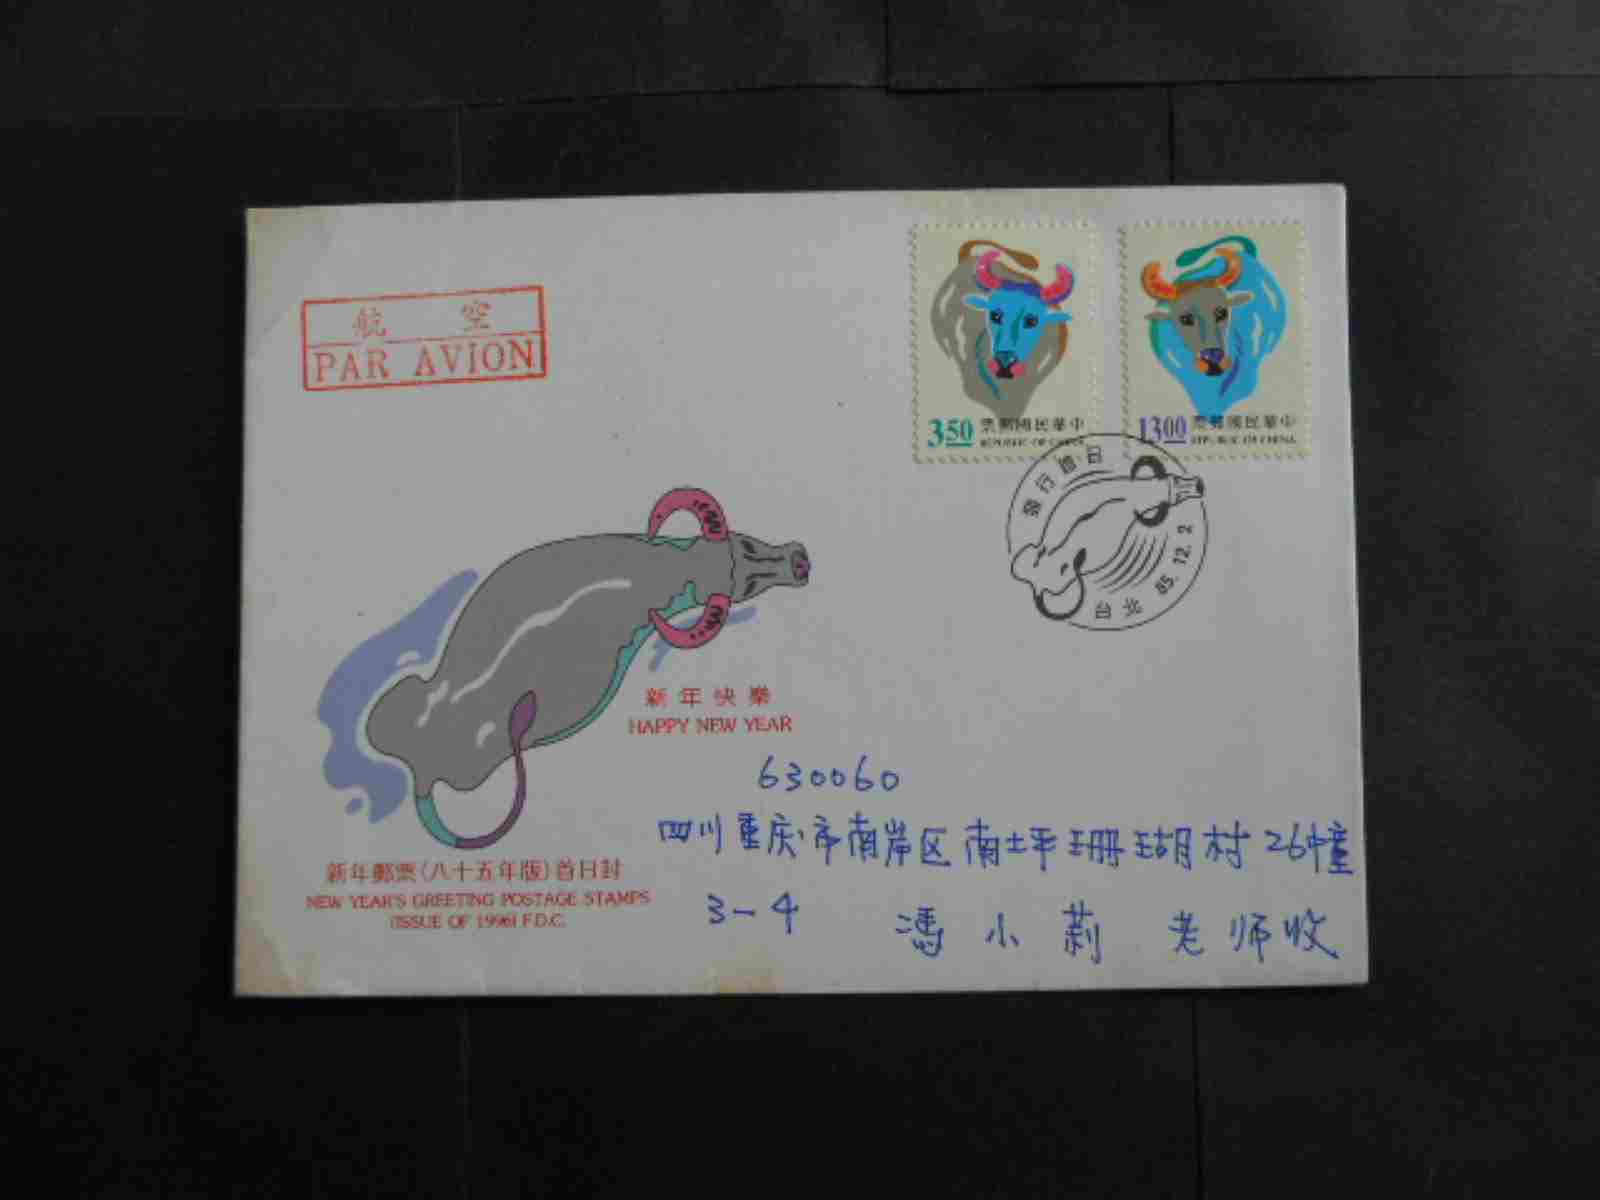 航 空
PAR AVION
3.50 票郵國民華中
REPUBLIC OF CHINA
13.00 票郵國民華中
REPUBLIC OF CHINA
發行首日
台北 85.12.2
新年快樂
HAPPY NEW YEAR
630060
四川重庆市南岸区南坪珊瑚村26幢
3-4 冯小莉 老师收
新年郵票(八十五年版)首日封
NEW YEAR'S GREETING POSTAGE STAMPS
(ISSUE OF 1996) F.D.C.